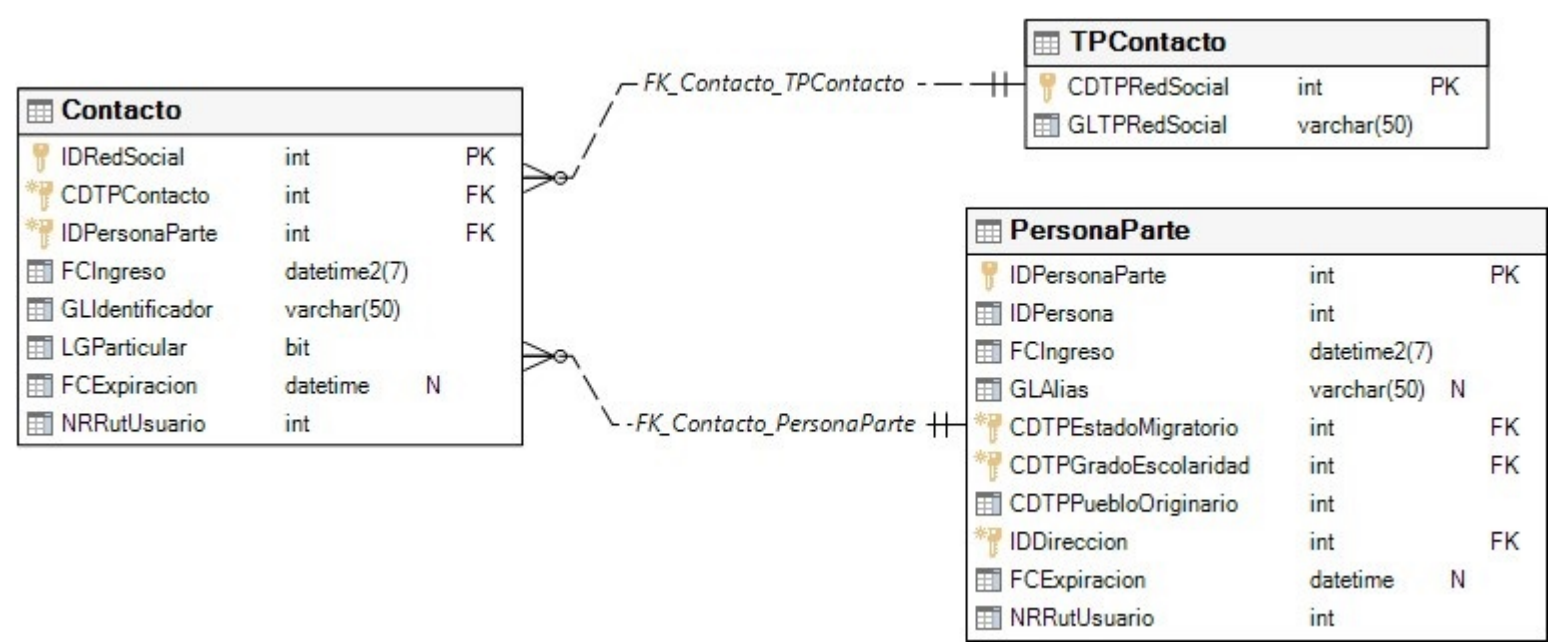 Contacto
IDRedSocial int PK
CDTPContacto int FK
IDPersonaParte int FK
FCIngreso datetime2(7)
GLIdentificador varchar(50)
LGParticular bit
FCExpiracion datetime N
NRRutUsuario int
FK_Contacto_TPContacto
TPContacto
CDTPRedSocial int PK
GLTPRedSocial varchar(50)
FK_Contacto_PersonaParte
PersonaParte
IDPersonaParte int PK
IDPersona int
FCIngreso datetime2(7)
GLAlias varchar(50) N
CDTPEstadoMigratorio int FK
CDTPGradoEscolaridad int FK
CDTPPuebloOriginario int
IDDireccion int FK
FCExpiracion datetime N
NRRutUsuario int